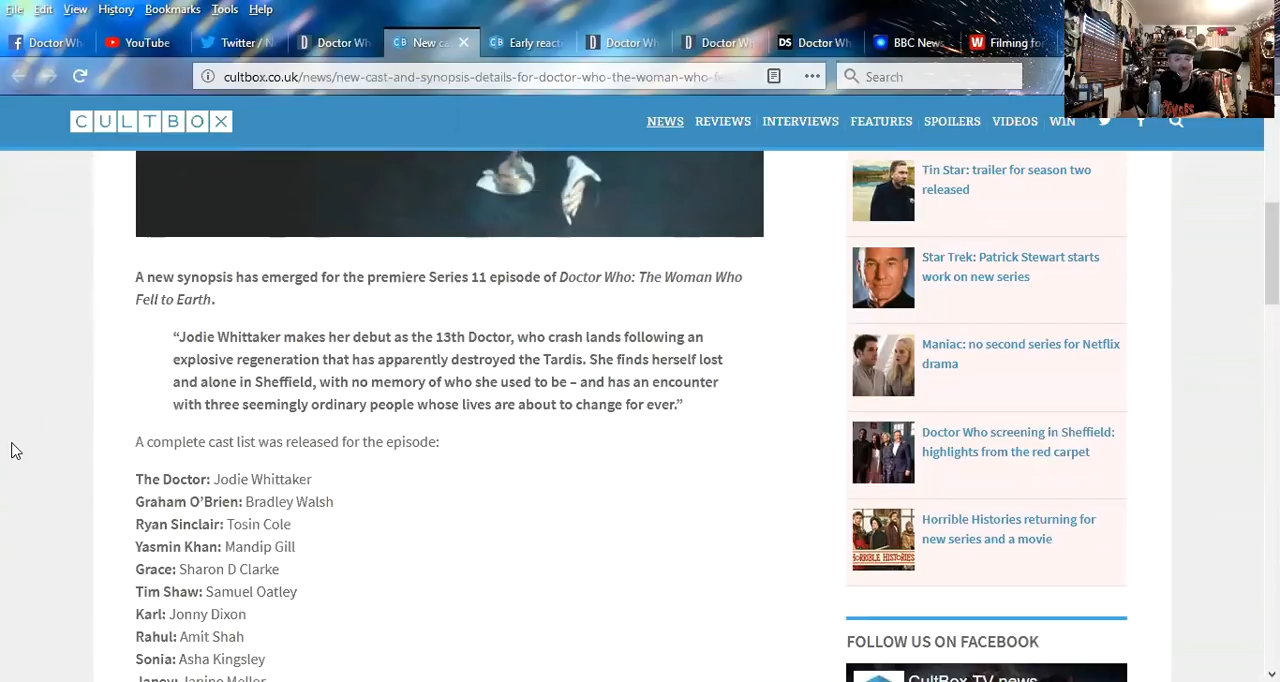 File Edit View History Bookmarks Tools Help
Doctor Wh YouTube Twitter / N Doctor Wh New c Early react Doctor Wh Doctor Wh DS Doctor Wh BBC News Filming fo
cultbox.co.uk/news/new-cast-and-synopsis-details-for-doctor-who-the-woman-who-fe Search
CULTBOX NEWS REVIEWS INTERVIEWS FEATURES SPOILERS VIDEOS WIN
A new synopsis has emerged for the premiere Series 11 episode of Doctor Who: The Woman Who
Fell to Earth.
“Jodie Whittaker makes her debut as the 13th Doctor, who crash lands following an
explosive regeneration that has apparently destroyed the Tardis. She finds herself lost
and alone in Sheffield, with no memory of who she used to be – and has an encounter
with three seemingly ordinary people whose lives are about to change for ever.”
A complete cast list was released for the episode:
The Doctor: Jodie Whittaker
Graham O’Brien: Bradley Walsh
Ryan Sinclair: Tosin Cole
Yasmin Khan: Mandip Gill
Grace: Sharon D Clarke
Tim Shaw: Samuel Oatley
Karl: Jonny Dixon
Rahul: Amit Shah
Sonia: Asha Kingsley
Janey: Janine Mellor
Tin Star: trailer for season two
released
Star Trek: Patrick Stewart starts
work on new series
Maniac: no second series for Netflix
drama
Doctor Who screening in Sheffield:
highlights from the red carpet
Horrible Histories returning for
new series and a movie
HORRIBLE HISTORIES
FOLLOW US ON FACEBOOK
CultBox TV news